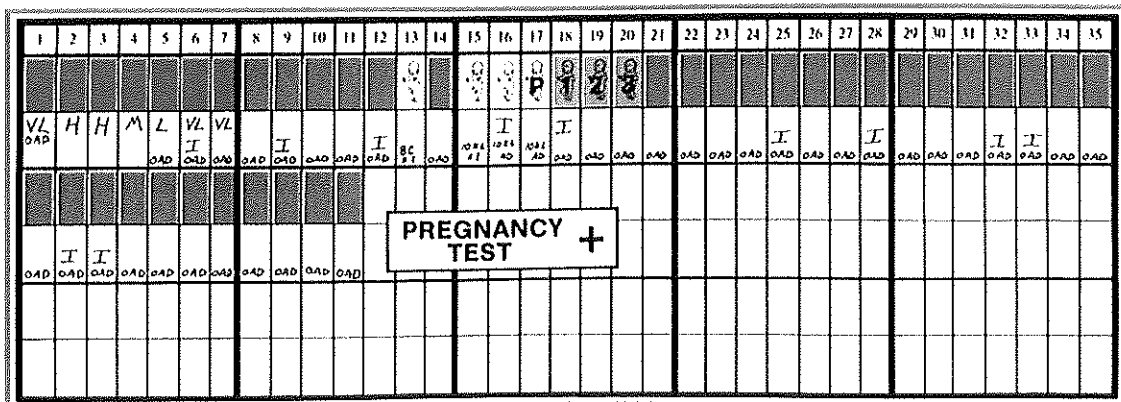 1 2 3 4 5 6 7 8 9 10 11 12 13 14 15 16 17 18 19 20 21 22 23 24 25 26 27 28 29 30 31 32 33 34 35
P 1 2 3
VL H H M L VL VL I I
I I I I I I I
OAD OAD OAD OAD OAD OAD OAD OAD OAD OAD OAD OAD OAD OAD OAD OAD OAD OAD OAD OAD OAD OAD OAD OAD OAD OAD
PREGNANCY
TEST +
I I
OAD OAD OAD OAD OAD OAD OAD OAD OAD OAD OAD